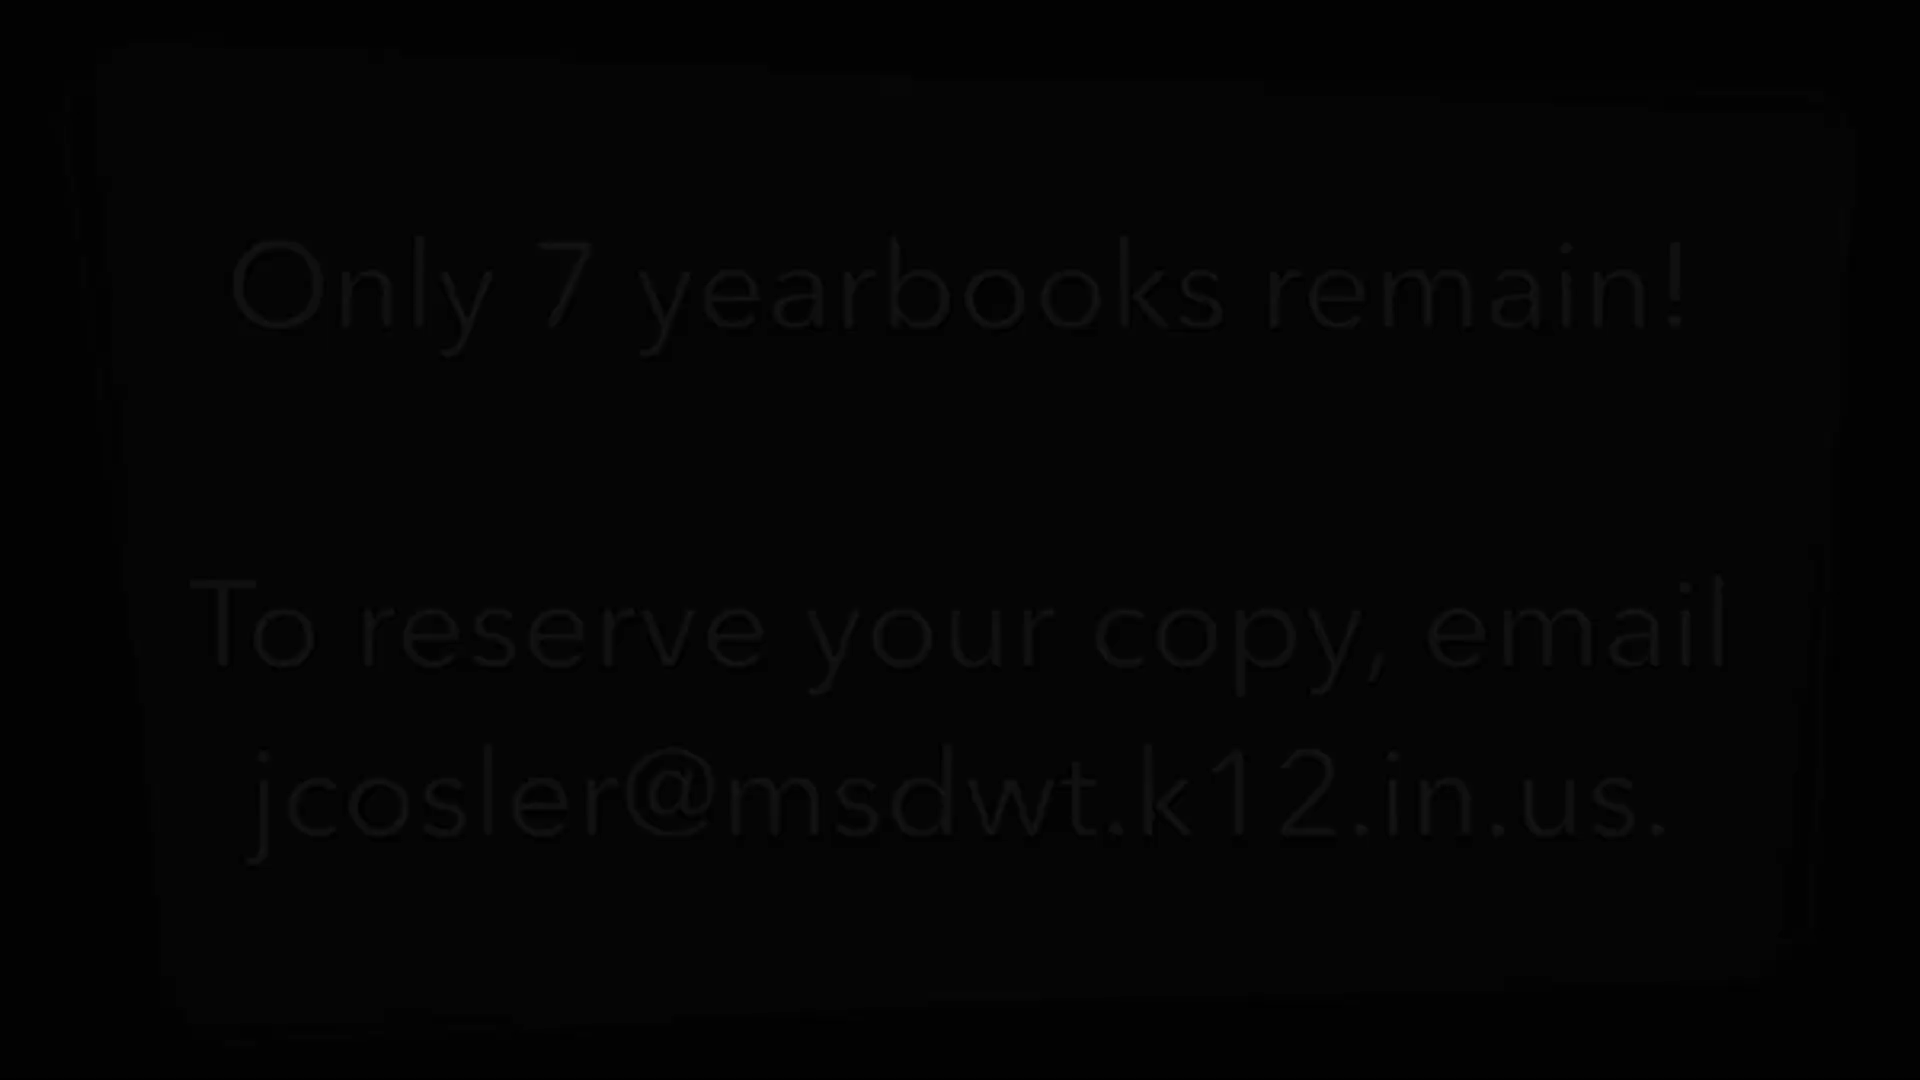 Only 7 yearbooks remain!
To reserve your copy, email
jcosler@msdwt.k12.in.us.